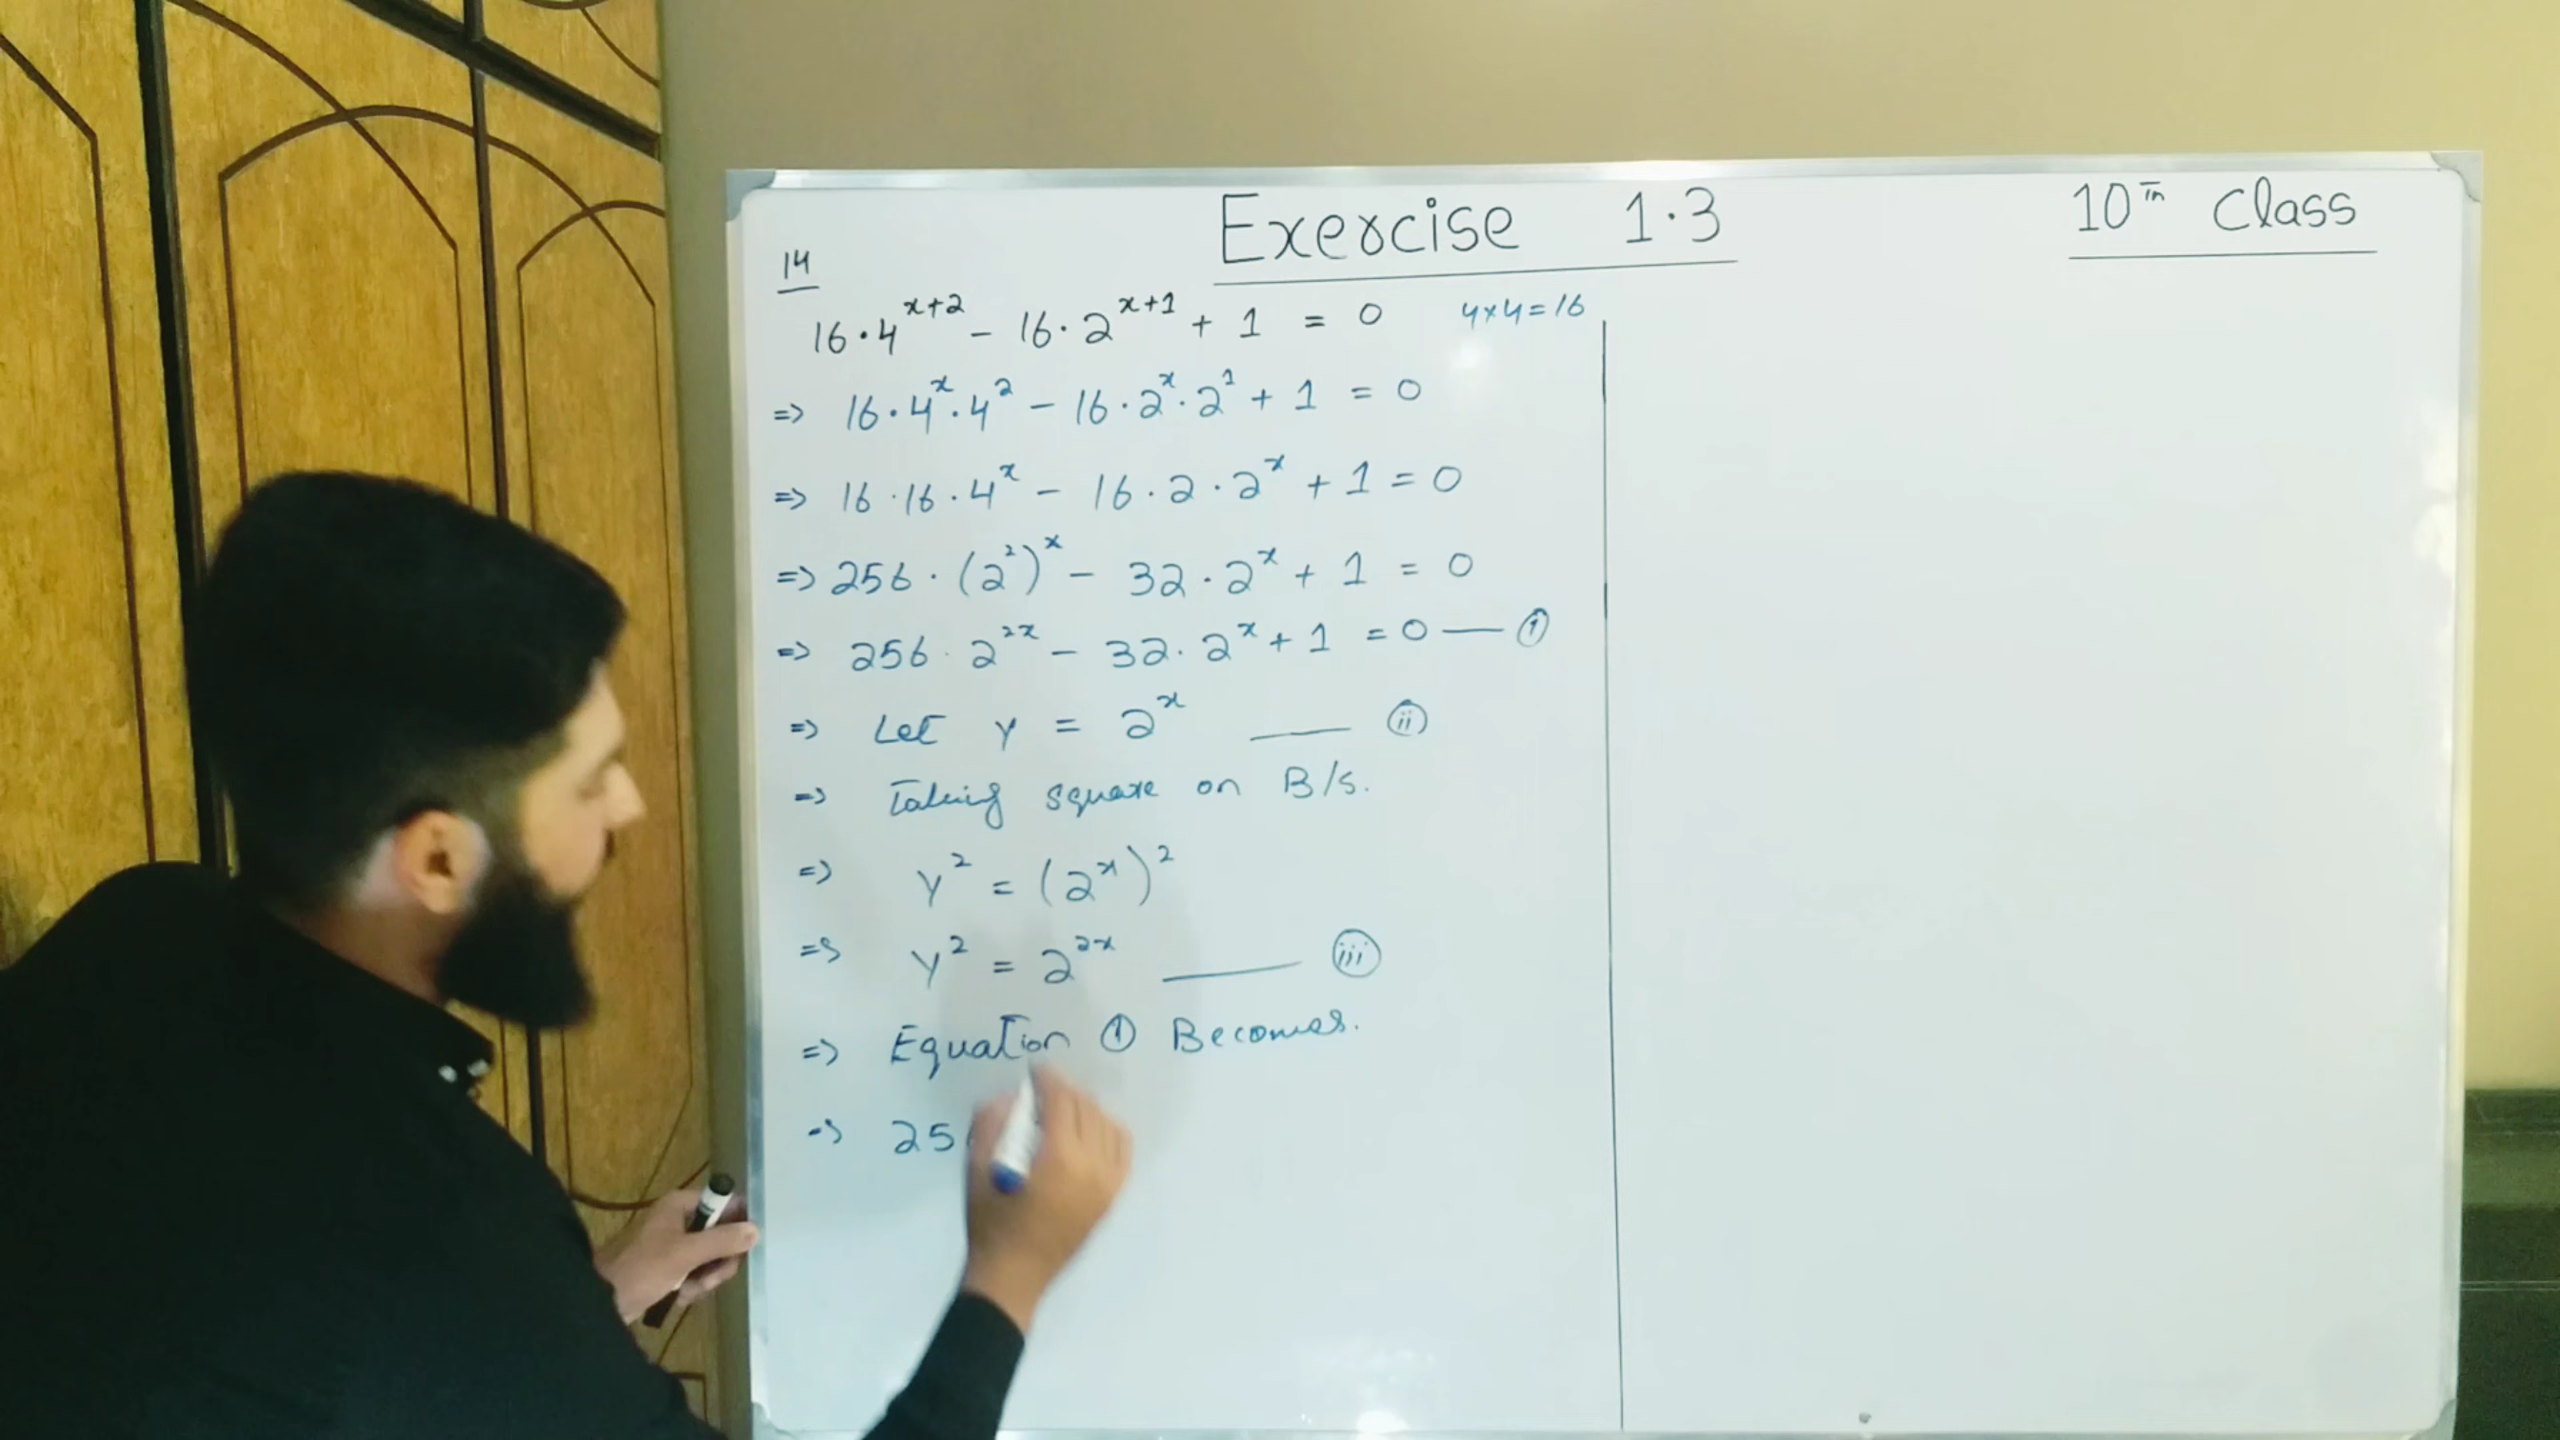 Exercise 1.3
10th Class
14
16·4^(x+2) - 16·2^(x+1) + 1 = 0
4×4=16
=> 16·4^x·4^2 - 16·2^x·2^1 + 1 = 0
=> 16·16·4^x - 16·2·2^x + 1 = 0
=> 256·(2^2)^x - 32·2^x + 1 = 0
=> 256·2^(2x) - 32·2^x + 1 = 0 — ①
=> Let y = 2^x — ⓘⓘ
=> Taking square on B/s.
=> y^2 = (2^x)^2
=> y^2 = 2^(2x) — (iii)
=> Equation ① Becomes.
=> 25